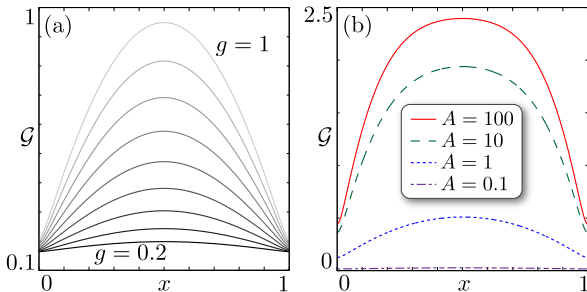 (a)
1
g = 1
𝒢
g = 0.2
0.1
0 x 1
(b)
2.5
𝒢
A = 100
A = 10
A = 1
A = 0.1
0
0 x 1